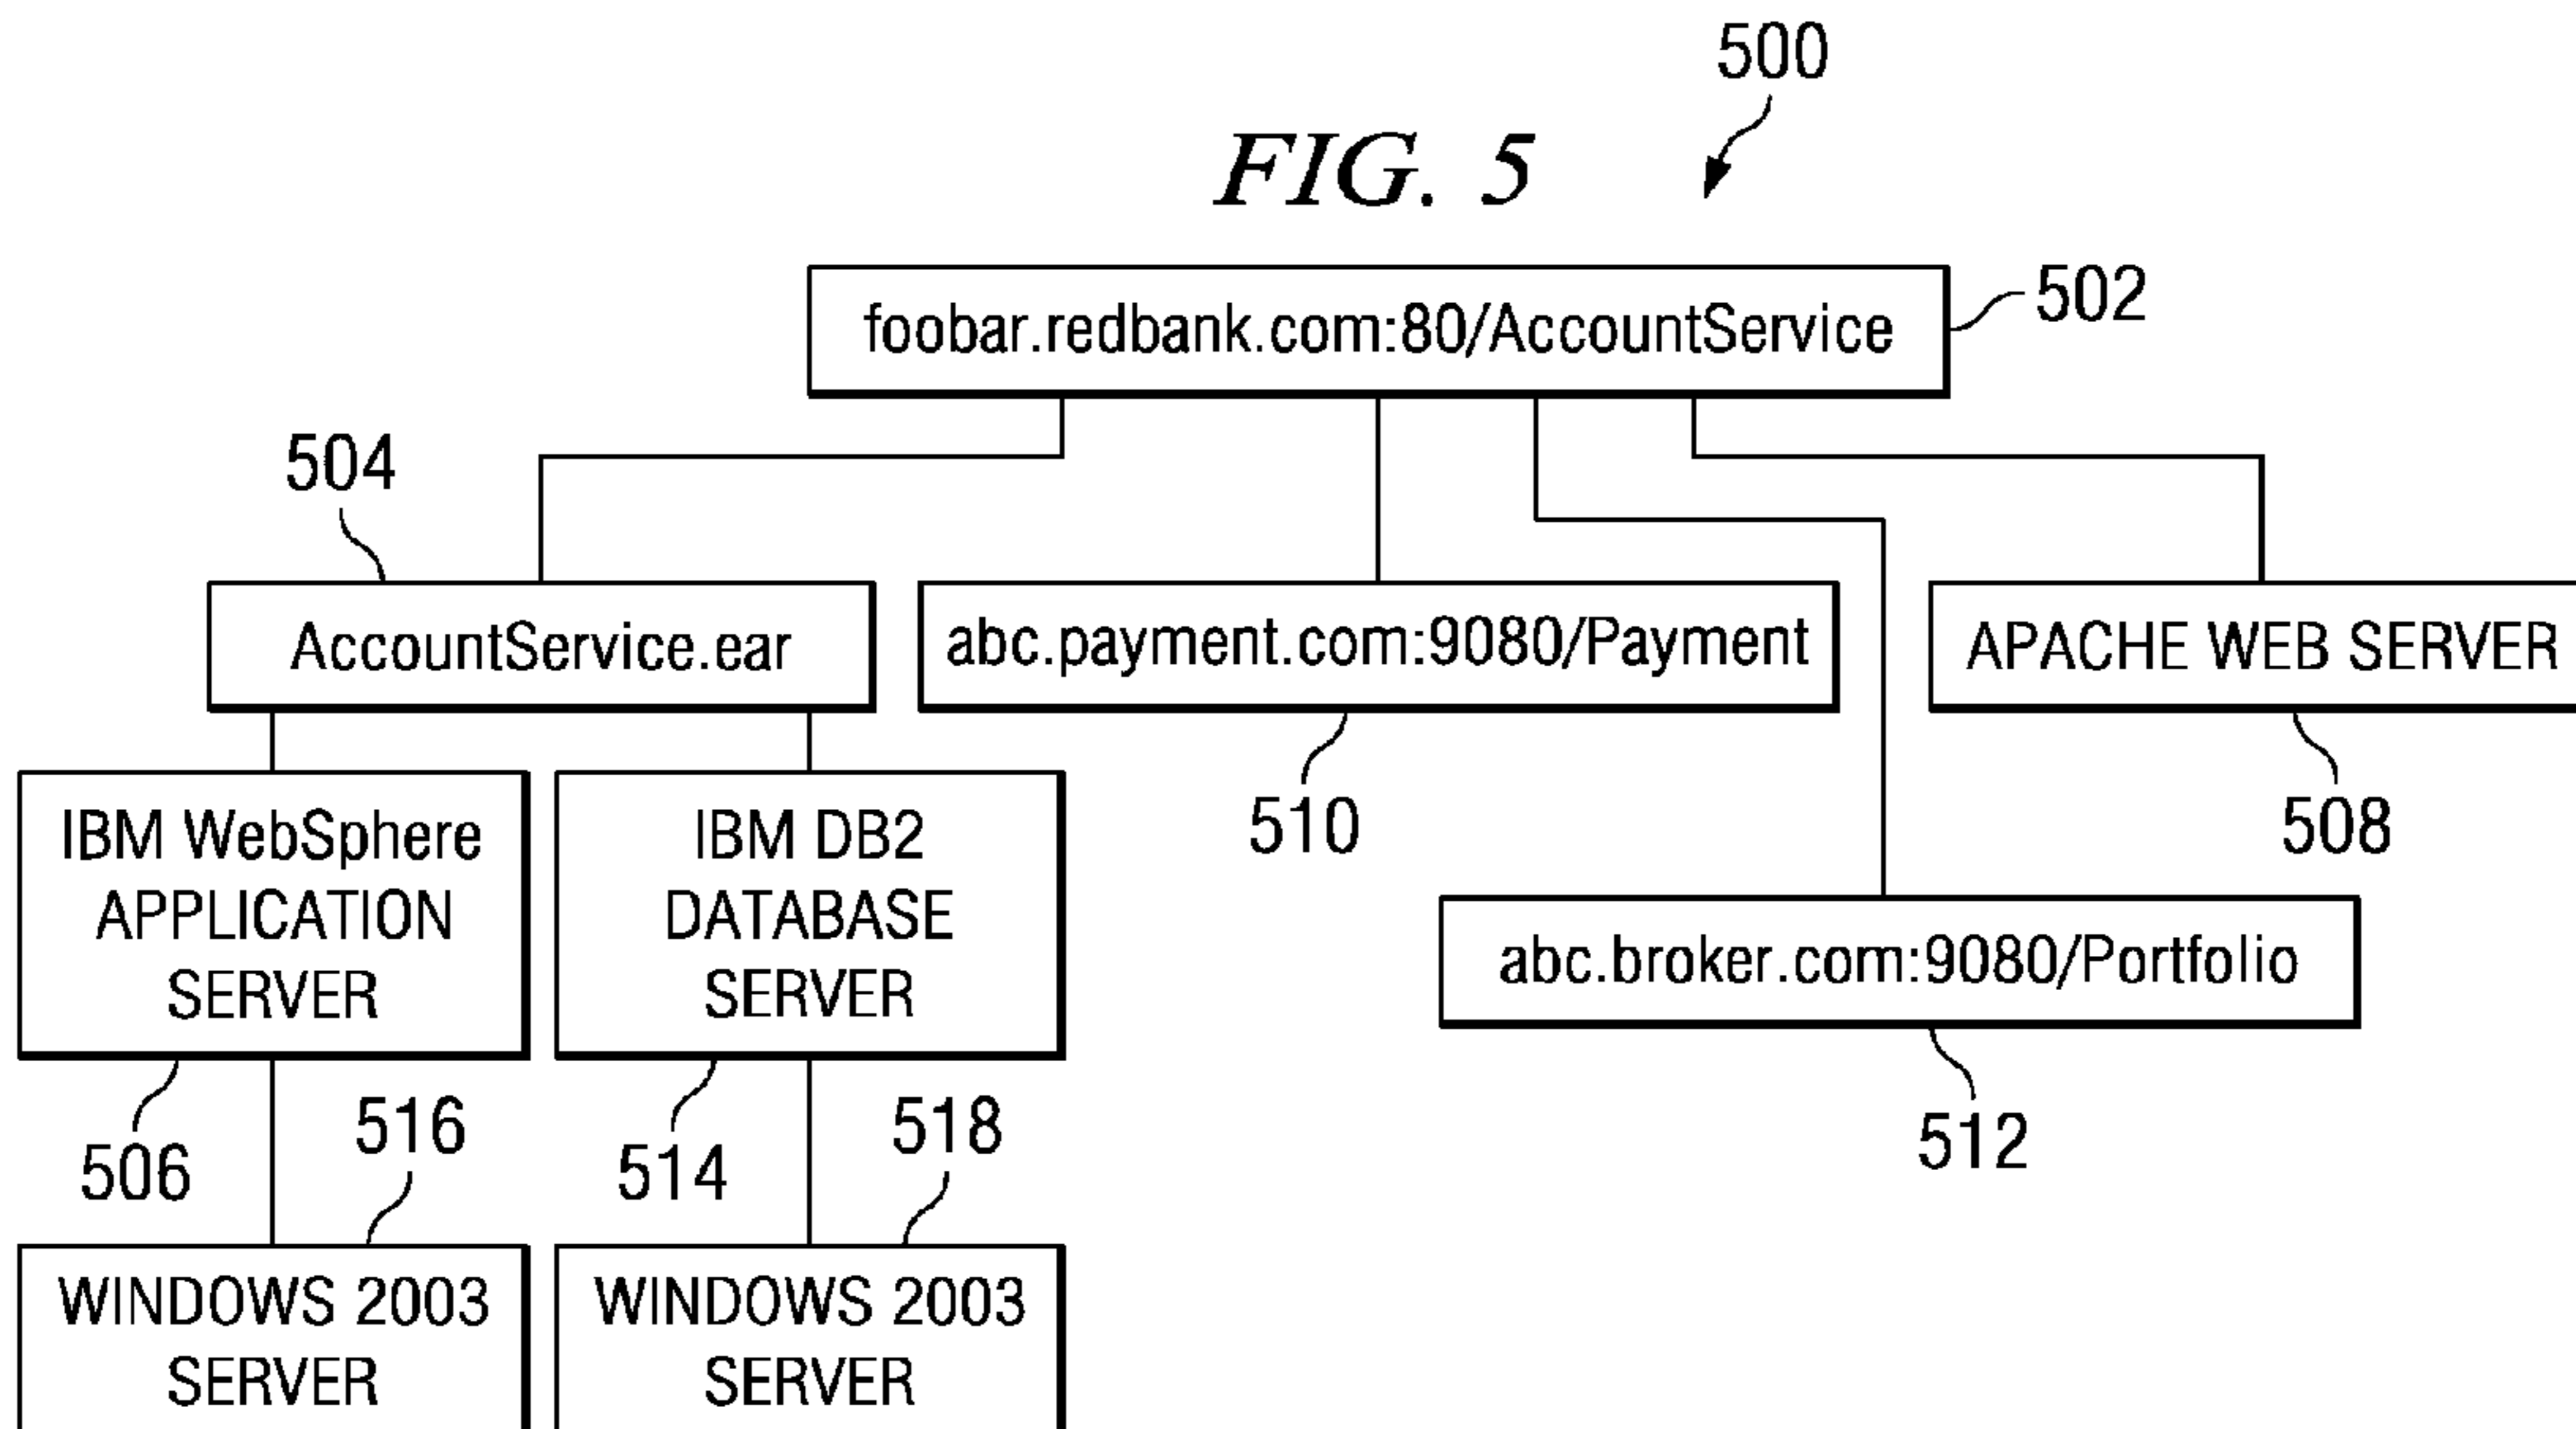 500
FIG. 5
foobar.redbank.com:80/AccountService
502
504
AccountService.ear
abc.payment.com:9080/Payment
APACHE WEB SERVER
510
508
IBM WebSphere
APPLICATION
SERVER
IBM DB2
DATABASE
SERVER
abc.broker.com:9080/Portfolio
506
516
514
518
512
WINDOWS 2003
SERVER
WINDOWS 2003
SERVER